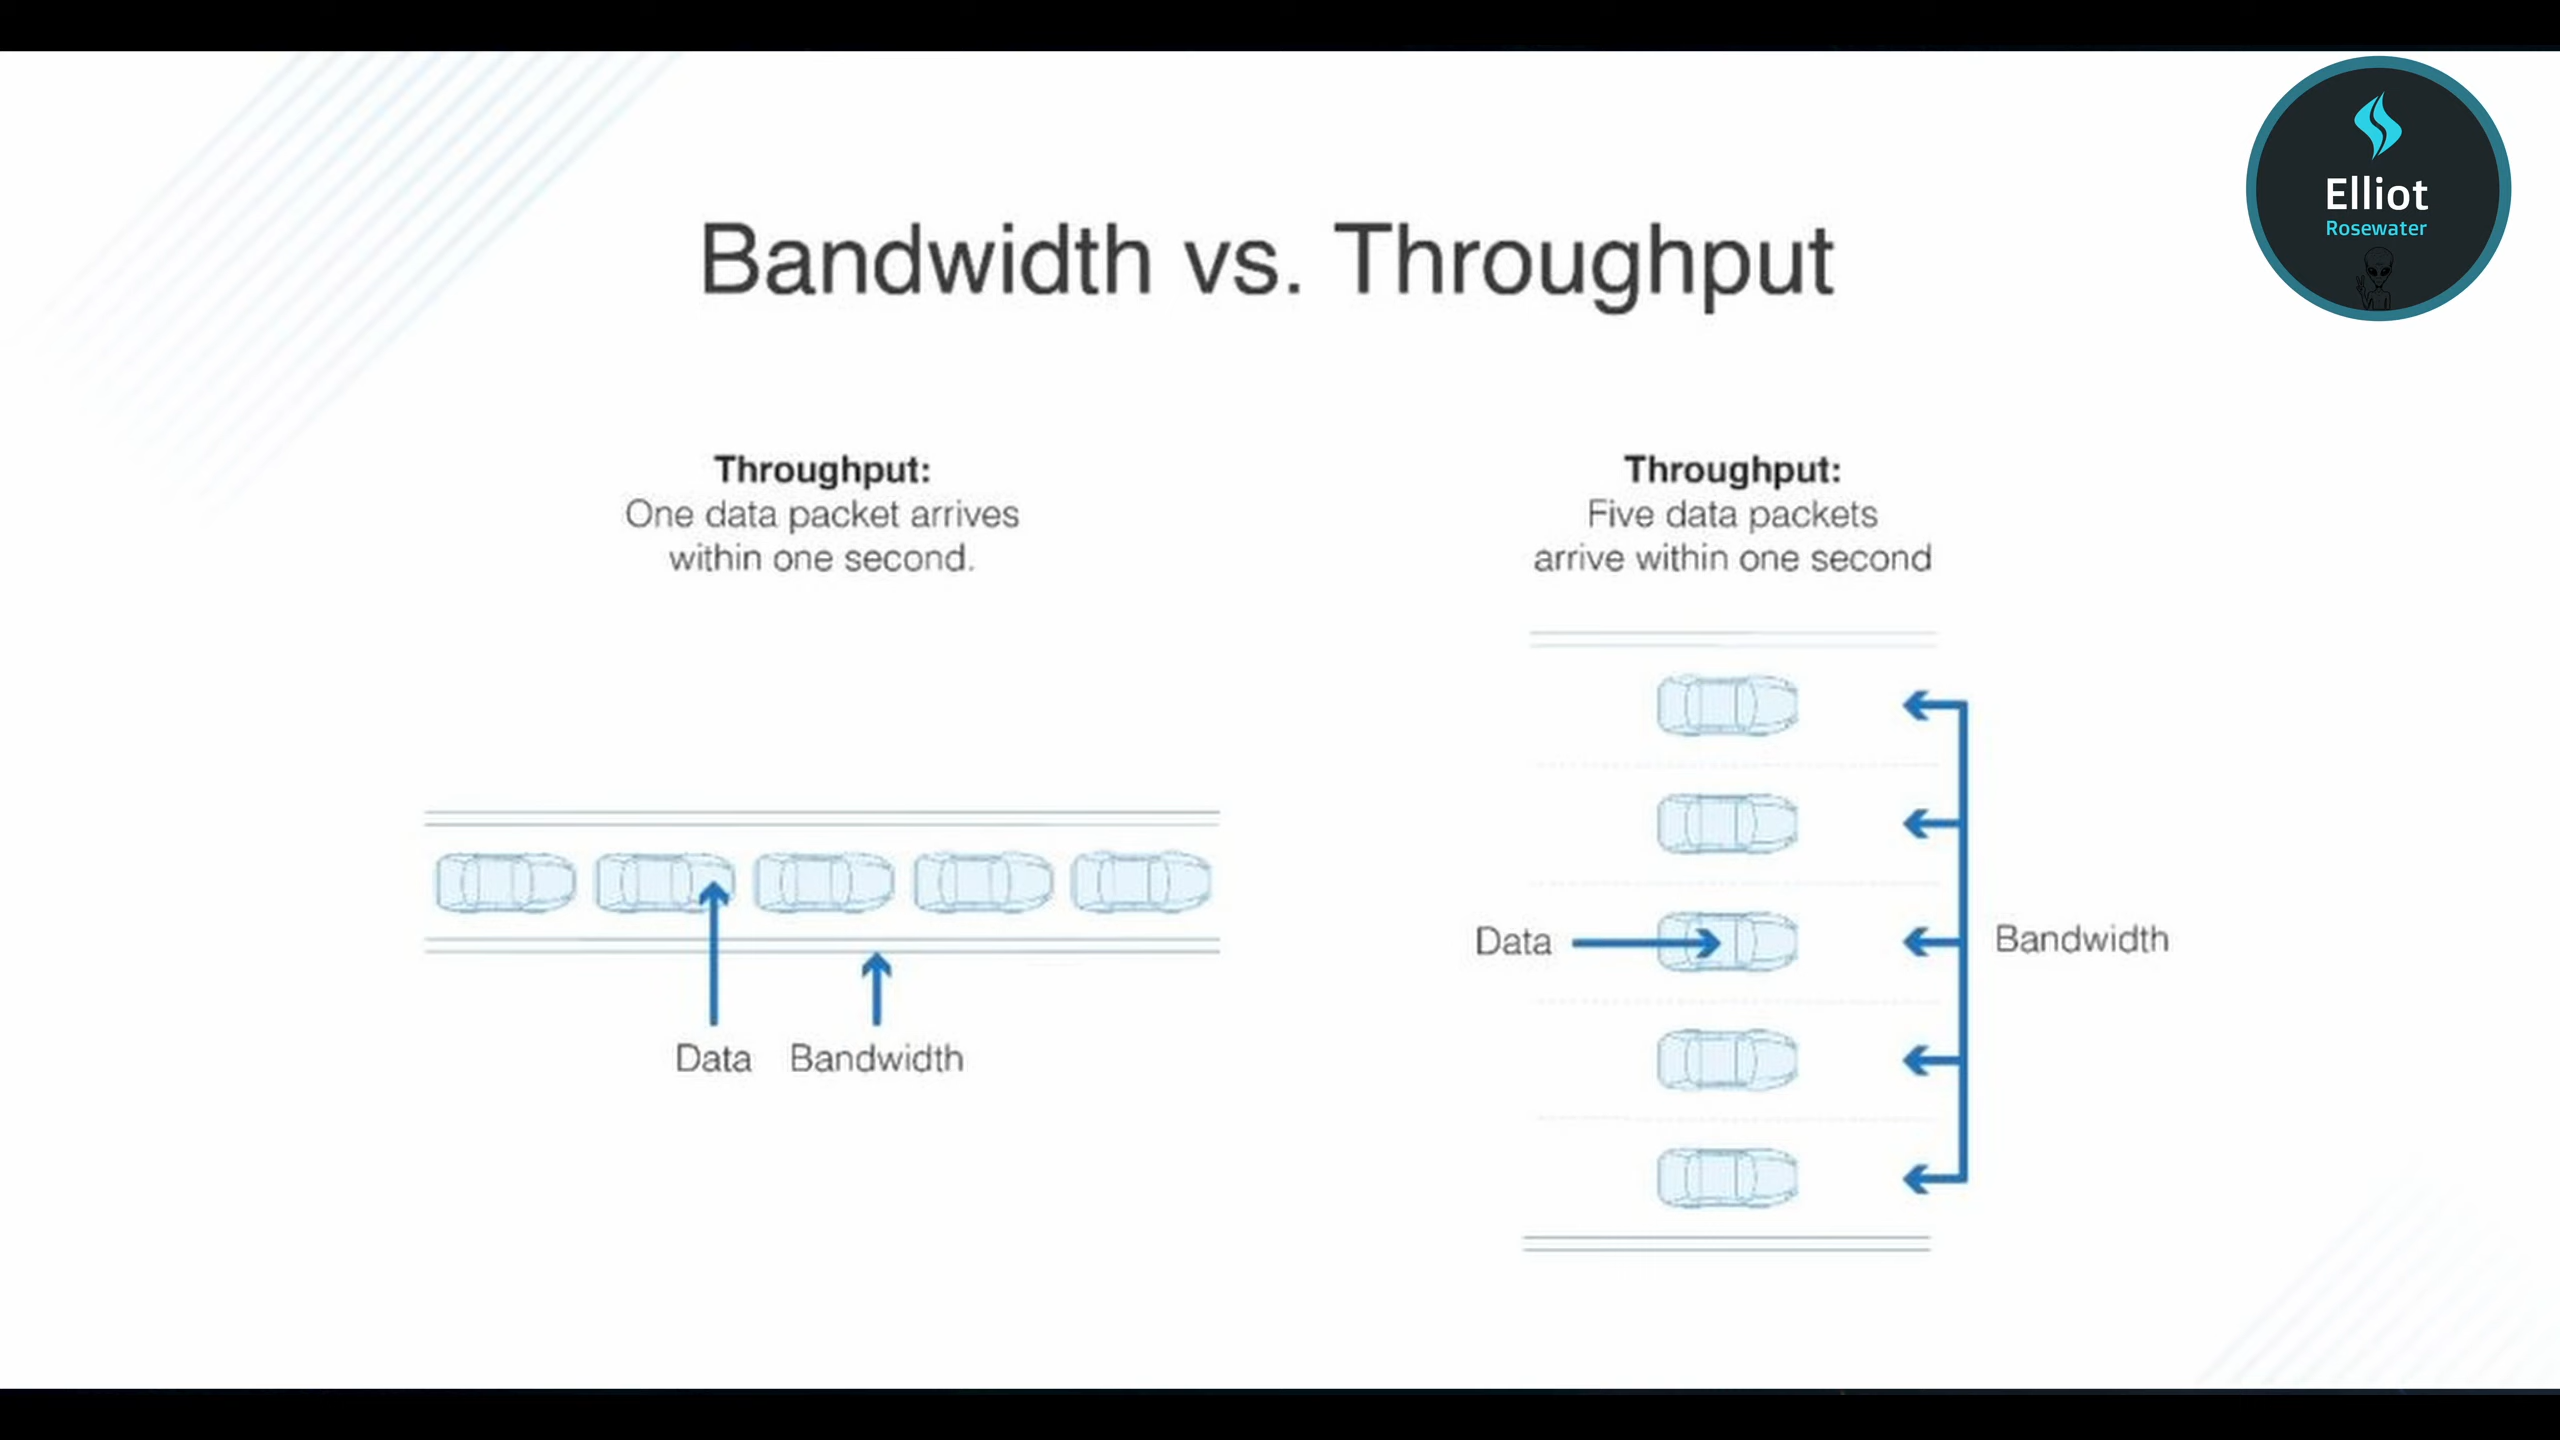 Elliot
Rosewater
Bandwidth vs. Throughput
Throughput:
One data packet arrives
within one second.
Data
Bandwidth
Throughput:
Five data packets
arrive within one second
Data
Bandwidth